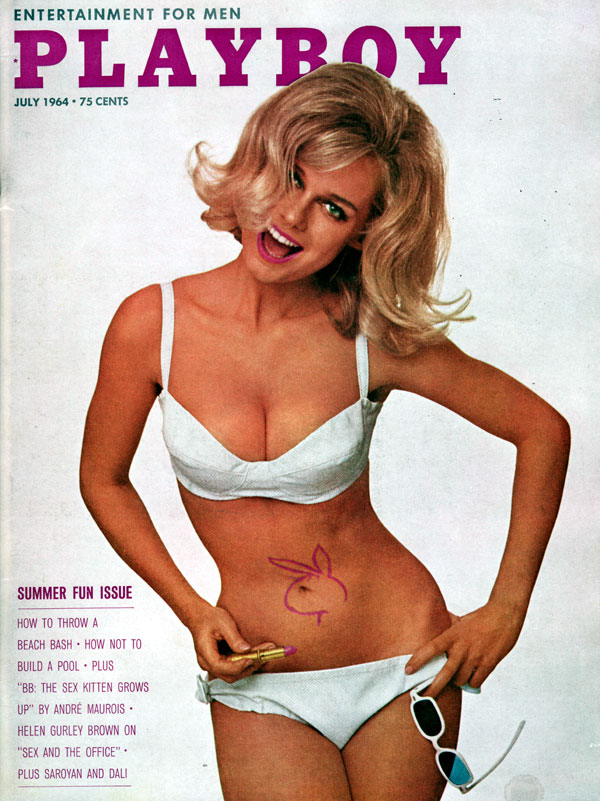 ENTERTAINMENT FOR MEN
PLAYBOY
JULY 1964 • 75 CENTS
SUMMER FUN ISSUE
HOW TO THROW A
BEACH BASH • HOW NOT TO
BUILD A POOL • PLUS
"BB: THE SEX KITTEN GROWS
UP" BY ANDRÉ MAUROIS •
HELEN GURLEY BROWN ON
"SEX AND THE OFFICE" •
PLUS SAROYAN AND DALI